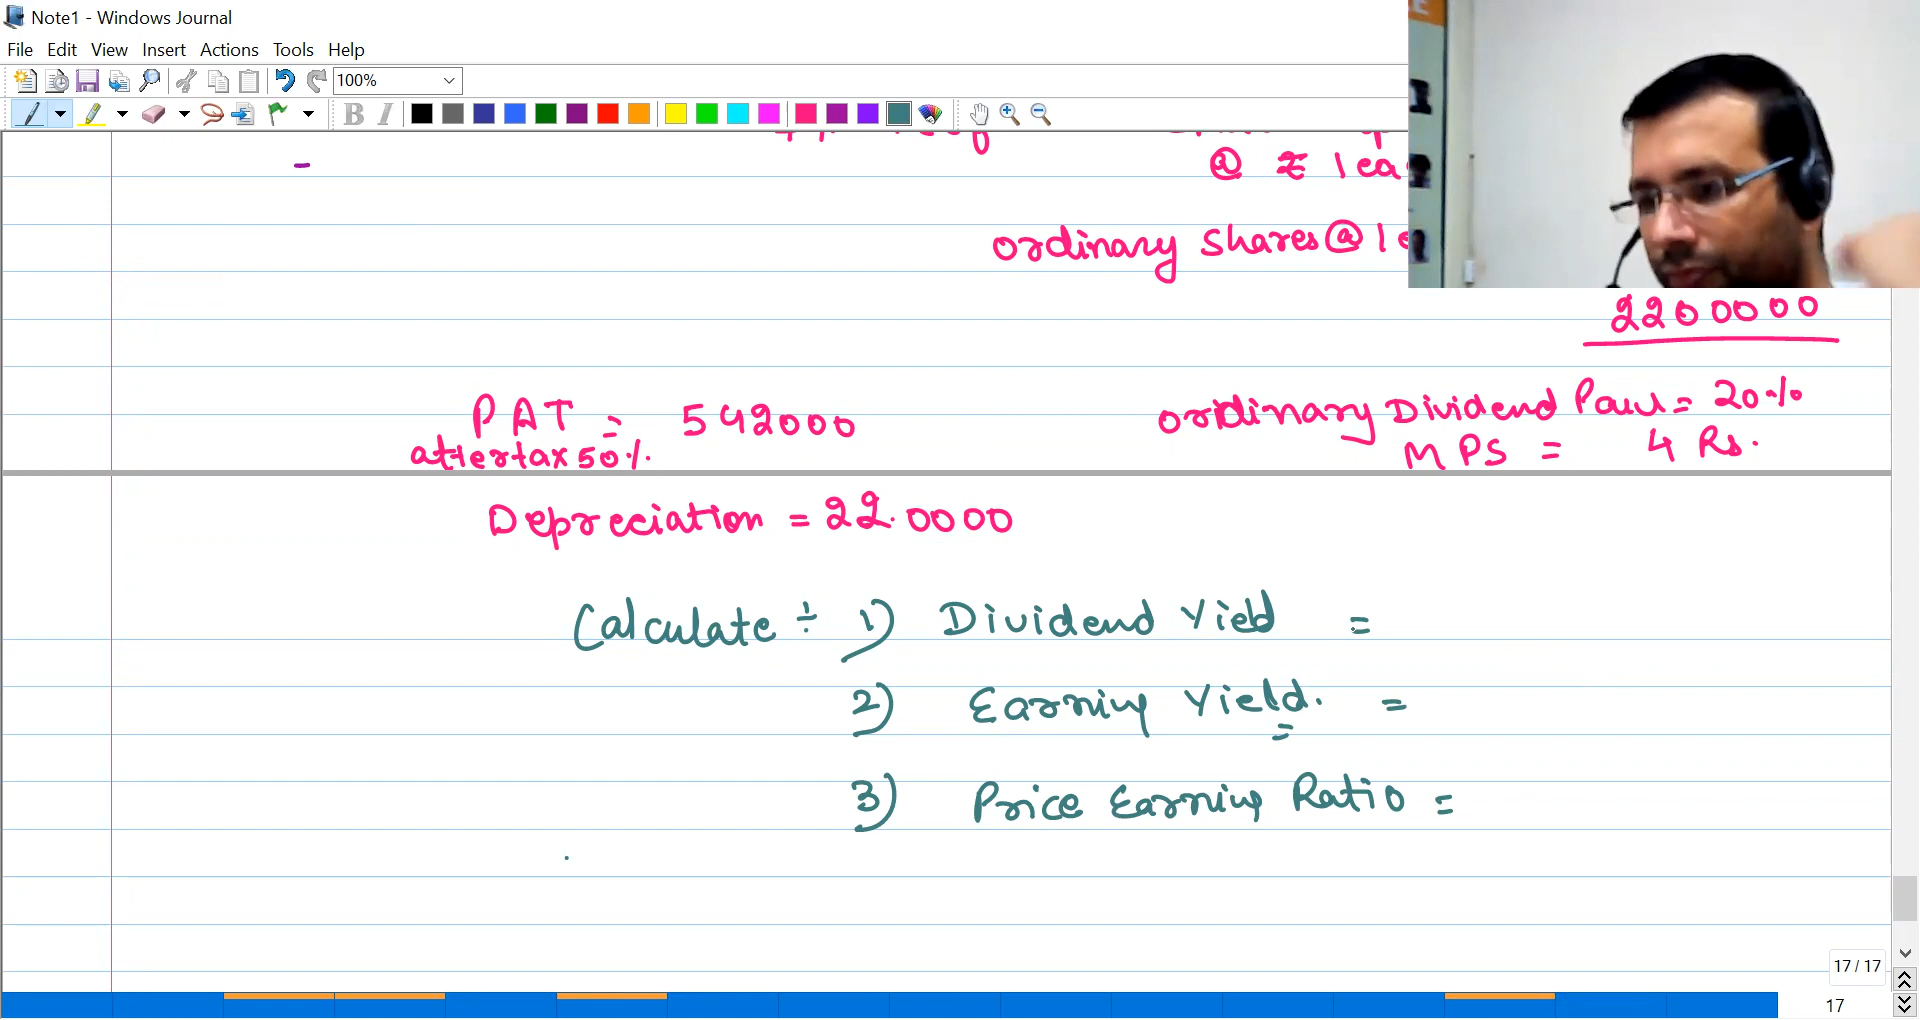 Note1 - Windows Journal
File Edit View Insert Actions Tools Help
100%
B I
@ ₹ 1 ea
ordinary shares @ 1 e
2200000
PAT = 542000
after tax 50%
ordinary Dividend Paid = 20%
MPS = 4 Rs.
Depreciation = 220000
Calculate ÷ 1) Dividend Yield =
2) Earning Yield. =
3) Price Earning Ratio =
17 / 17
17